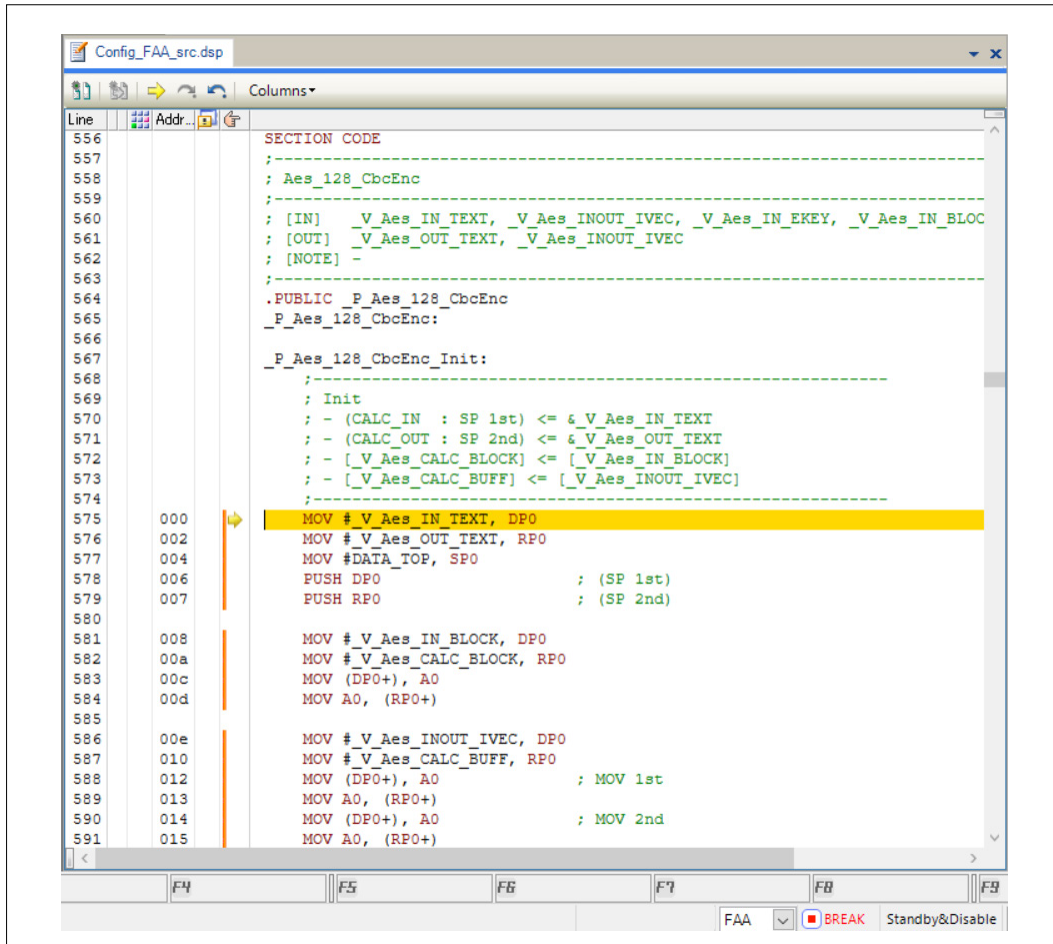 Config_FAA_src.dsp
Columns
Line Addr...
556 SECTION CODE
557 ;--------------------------------------------------------------------------
558 ; Aes_128_CbcEnc
559 ;--------------------------------------------------------------------------
560 ; [IN] _V_Aes_IN_TEXT, _V_Aes_INOUT_IVEC, _V_Aes_IN_EKEY, _V_Aes_IN_BLOC
561 ; [OUT] _V_Aes_OUT_TEXT, _V_Aes_INOUT_IVEC
562 ; [NOTE] -
563 ;--------------------------------------------------------------------------
564 .PUBLIC _P_Aes_128_CbcEnc
565 _P_Aes_128_CbcEnc:
566
567 _P_Aes_128_CbcEnc_Init:
568 ;-----------------------------------------------------------
569 ; Init
570 ; - (CALC_IN : SP 1st) <= &_V_Aes_IN_TEXT
571 ; - (CALC_OUT : SP 2nd) <= &_V_Aes_OUT_TEXT
572 ; - [_V_Aes_CALC_BLOCK] <= [_V_Aes_IN_BLOCK]
573 ; - [_V_Aes_CALC_BUFF] <= [_V_Aes_INOUT_IVEC]
574 ;-----------------------------------------------------------
575 000 MOV #_V_Aes_IN_TEXT, DP0
576 002 MOV #_V_Aes_OUT_TEXT, RP0
577 004 MOV #DATA_TOP, SP0
578 006 PUSH DP0 ; (SP 1st)
579 007 PUSH RP0 ; (SP 2nd)
580
581 008 MOV #_V_Aes_IN_BLOCK, DP0
582 00a MOV #_V_Aes_CALC_BLOCK, RP0
583 00c MOV (DP0+), A0
584 00d MOV A0, (RP0+)
585
586 00e MOV #_V_Aes_INOUT_IVEC, DP0
587 010 MOV #_V_Aes_CALC_BUFF, RP0
588 012 MOV (DP0+), A0 ; MOV 1st
589 013 MOV A0, (RP0+)
590 014 MOV (DP0+), A0 ; MOV 2nd
591 015 MOV A0, (RP0+)
F4 F5 F6 F7 F8 F9
FAA BREAK Standby&Disable